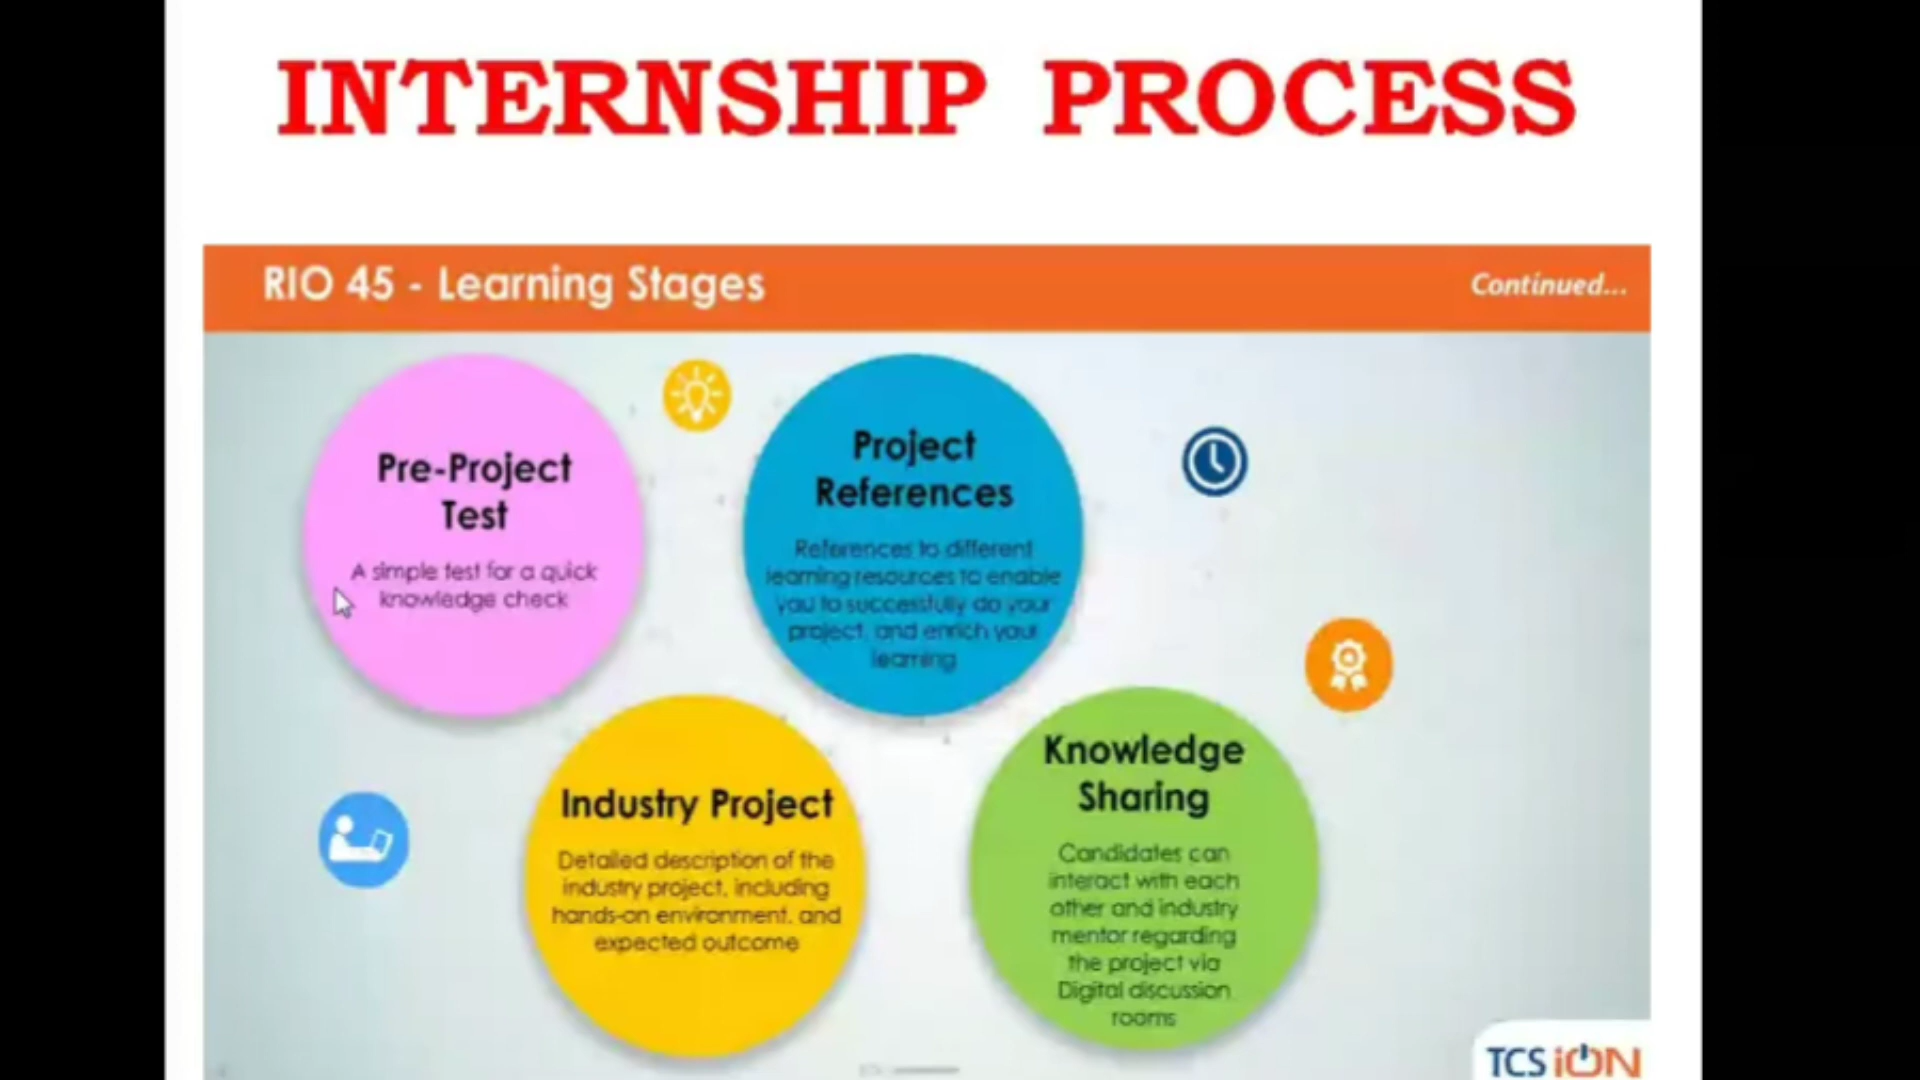 INTERNSHIP PROCESS
RIO 45 - Learning Stages
Continued...
Pre-Project
Test
A simple test for a quick
knowledge check
Project
References
References to different
learning resources to enable
you to successfully do your
project, and enrich your
learning
Industry Project
Detailed description of the
industry project, including
hands-on environment, and
expected outcome
Knowledge
Sharing
Candidates can
interact with each
other and industry
mentor regarding
the project via
Digital discussion
rooms
TCS iON